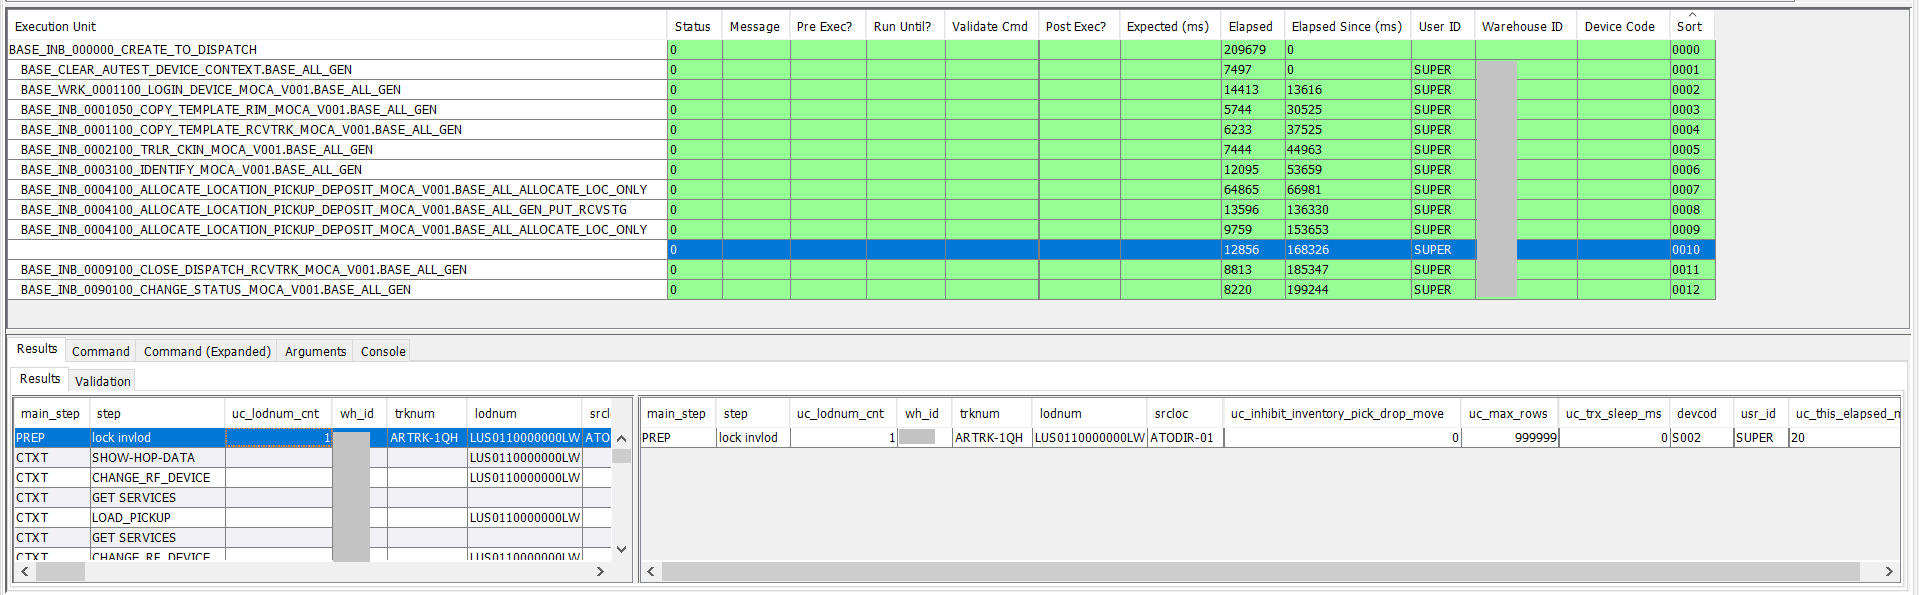 Execution Unit Status Message Pre Exec? Run Until? Validate Cmd Post Exec? Expected (ms) Elapsed Elapsed Since (ms) User ID Warehouse ID Device Code Sort
BASE_INB_000000_CREATE_TO_DISPATCH 0 209679 0 0000
BASE_CLEAR_AUTEST_DEVICE_CONTEXT.BASE_ALL_GEN 0 7497 0 SUPER 0001
BASE_WRK_0001100_LOGIN_DEVICE_MOCA_V001.BASE_ALL_GEN 0 14413 13616 SUPER 0002
BASE_INB_0001050_COPY_TEMPLATE_RIM_MOCA_V001.BASE_ALL_GEN 0 5744 30525 SUPER 0003
BASE_INB_0001100_COPY_TEMPLATE_RCVTRK_MOCA_V001.BASE_ALL_GEN 0 6233 37525 SUPER 0004
BASE_INB_0002100_TRLR_CKIN_MOCA_V001.BASE_ALL_GEN 0 7444 44963 SUPER 0005
BASE_INB_0003100_IDENTIFY_MOCA_V001.BASE_ALL_GEN 0 12095 53659 SUPER 0006
BASE_INB_0004100_ALLOCATE_LOCATION_PICKUP_DEPOSIT_MOCA_V001.BASE_ALL_ALLOCATE_LOC_ONLY 0 64865 66981 SUPER 0007
BASE_INB_0004100_ALLOCATE_LOCATION_PICKUP_DEPOSIT_MOCA_V001.BASE_ALL_GEN_PUT_RCVSTG 0 13596 136330 SUPER 0008
BASE_INB_0004100_ALLOCATE_LOCATION_PICKUP_DEPOSIT_MOCA_V001.BASE_ALL_ALLOCATE_LOC_ONLY 0 9759 153653 SUPER 0009
0 12856 168326 SUPER 0010
BASE_INB_0009100_CLOSE_DISPATCH_RCVTRK_MOCA_V001.BASE_ALL_GEN 0 8813 185347 SUPER 0011
BASE_INB_0090100_CHANGE_STATUS_MOCA_V001.BASE_ALL_GEN 0 8220 199244 SUPER 0012
Results Command Command (Expanded) Arguments Console
Results Validation
main_step step uc_lodnum_cnt wh_id trknum lodnum srcl
PREP lock invlod 1 ARTRK-1QH LUS0110000000LW ATO
CTXT SHOW-HOP-DATA LUS0110000000LW
CTXT CHANGE_RF_DEVICE LUS0110000000LW
CTXT GET SERVICES
CTXT LOAD_PICKUP LUS0110000000LW
CTXT GET SERVICES
CTXT CHANGE_RF_DEVICE LUS0110000000LW
main_step step uc_lodnum_cnt wh_id trknum lodnum srcloc uc_inhibit_inventory_pick_drop_move uc_max_rows uc_trx_sleep_ms devcod usr_id uc_this_elapsed_m
PREP lock invlod 1 ARTRK-1QH LUS0110000000LW ATODIR-01 0 999999 0 S002 SUPER 20